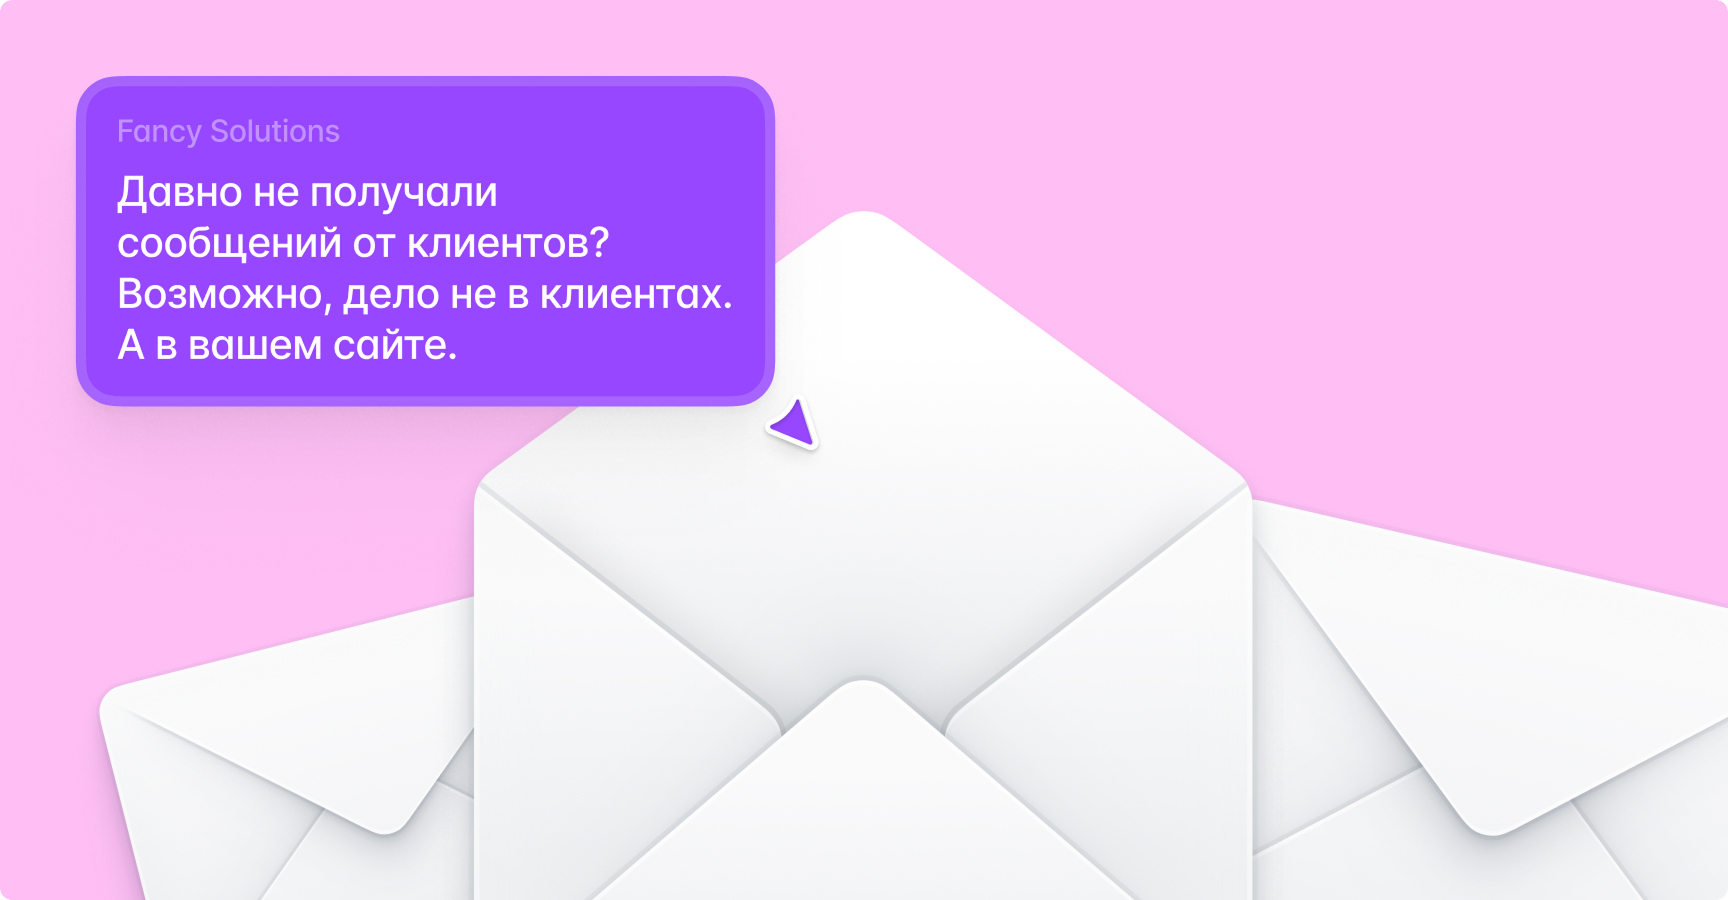 Fancy Solutions
Давно не получали
сообщений от клиентов?
Возможно, дело не в клиентах.
А в вашем сайте.